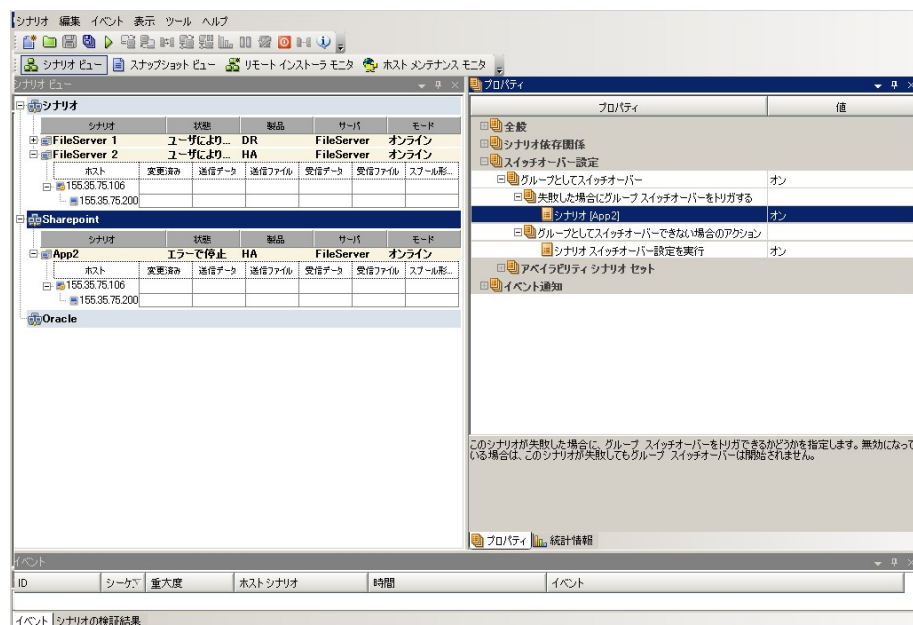 シナリオ 編集 イベント 表示 ツール ヘルプ
シナリオ ビュー スナップショット ビュー リモート インストーラ モニタ ホスト メンテナンス モニタ
シナリオ ビュー
シナリオ
シナリオ 状態 製品 サーバ モード
FileServer 1 ユーザにより... DR FileServer オンライン
FileServer 2 ユーザにより... HA FileServer オンライン
ホスト 変更済み 送信データ 送信ファイル 受信データ 受信ファイル スプール形...
155.35.75.106
155.35.75.200
Sharepoint
シナリオ 状態 製品 サーバ モード
App2 エラーで停止 HA FileServer オンライン
ホスト 変更済み 送信データ 送信ファイル 受信データ 受信ファイル スプール形...
155.35.75.106
155.35.75.200
Oracle
プロパティ
プロパティ 値
全般
シナリオ依存関係
スイッチオーバー設定
グループとしてスイッチオーバー オン
失敗した場合にグループ スイッチオーバーをトリガする
シナリオ [App2] オン
グループとしてスイッチオーバーできない場合のアクション
シナリオ スイッチオーバー設定を実行 オン
アベイラビリティ シナリオ セット
イベント通知
このシナリオが失敗した場合に、グループ スイッチオーバーをトリガできるかどうかを指定します。無効になって
いる場合は、このシナリオが失敗してもグループ スイッチオーバーは開始されません。
プロパティ 統計情報
イベント
ID シーケ 重大度 ホスト シナリオ 時間 イベント
イベント シナリオの検証結果